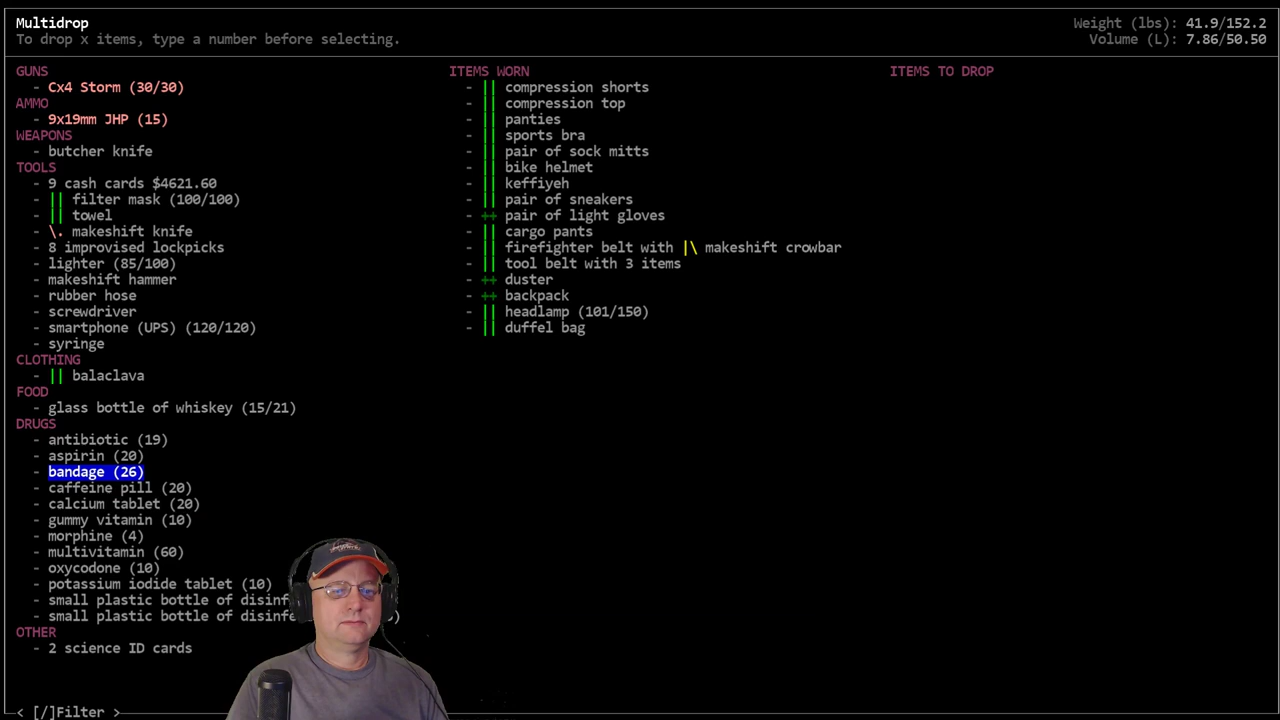 Multidrop
To drop x items, type a number before selecting.
Weight (lbs): 41.9/152.2
Volume (L): 7.86/50.50
GUNS
- Cx4 Storm (30/30)
AMMO
- 9x19mm JHP (15)
WEAPONS
- butcher knife
TOOLS
- 9 cash cards $4621.60
- || filter mask (100/100)
- || towel
- \. makeshift knife
- 8 improvised lockpicks
- lighter (85/100)
- makeshift hammer
- rubber hose
- screwdriver
- smartphone (UPS) (120/120)
- syringe
CLOTHING
- || balaclava
FOOD
- glass bottle of whiskey (15/21)
DRUGS
- antibiotic (19)
- aspirin (20)
- bandage (26)
- caffeine pill (20)
- calcium tablet (20)
- gummy vitamin (10)
- morphine (4)
- multivitamin (60)
- oxycodone (10)
- potassium iodide tablet (10)
- small plastic bottle of
- small plastic bottle of
OTHER
- 2 science ID cards
ITEMS WORN
- || compression shorts
- || compression top
- || panties
- || sports bra
- || pair of sock mitts
- || bike helmet
- || keffiyeh
- || pair of sneakers
- ++ pair of light gloves
- || cargo pants
- || firefighter belt with |\ makeshift crowbar
- || tool belt with 3 items
- ++ duster
- ++ backpack
- || headlamp (101/150)
- || duffel bag
ITEMS TO DROP
< [/]Filter >